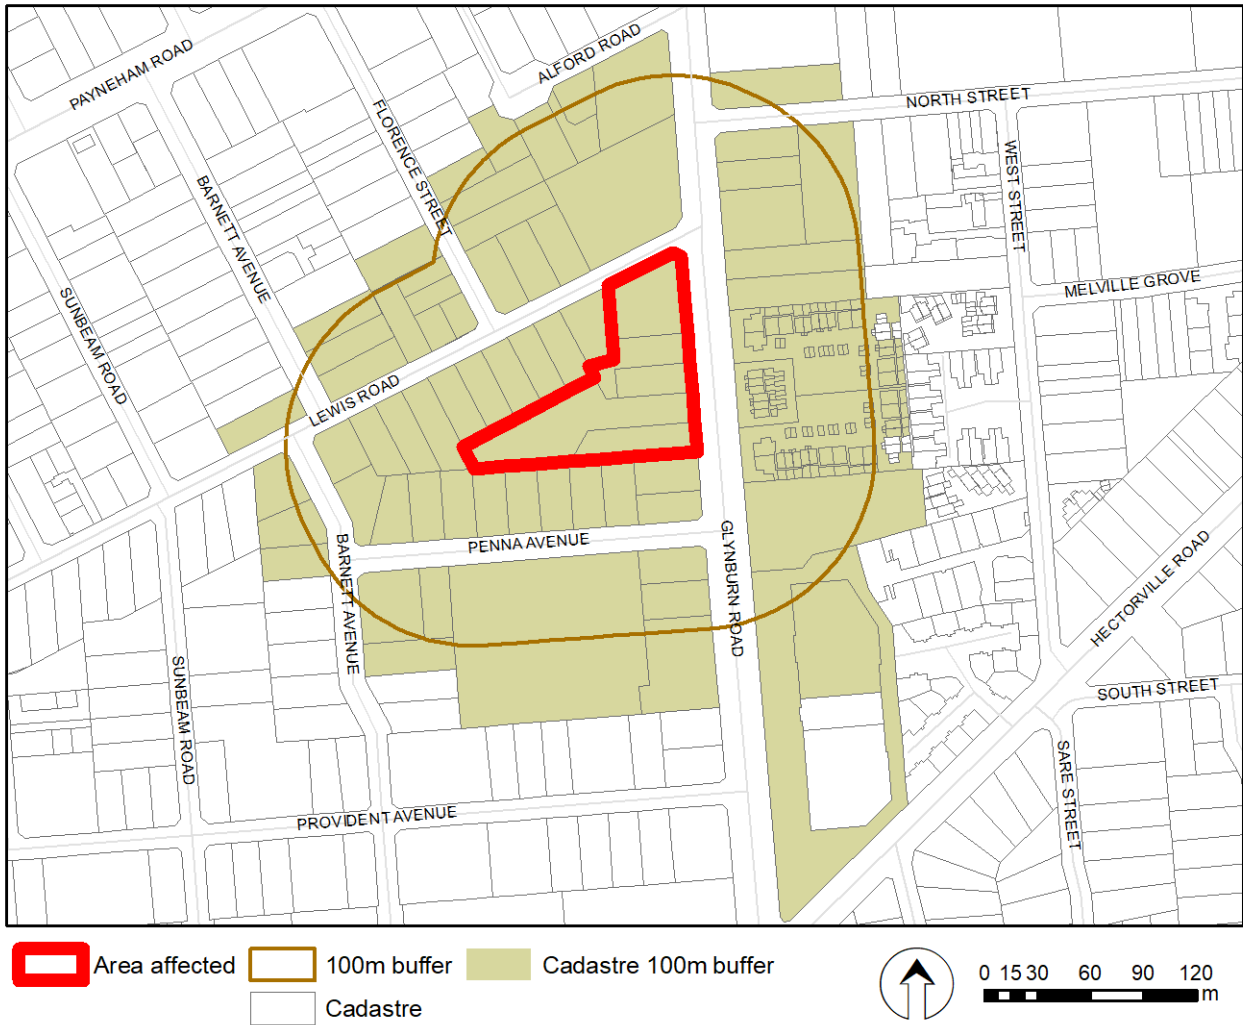 PAYNEHAM ROAD
ALFORD ROAD
FLORENCE STREET
NORTH STREET
WEST STREET
BARNETT AVENUE
SUNBEAM ROAD
MELVILLE GROVE
LEWIS ROAD
PENNA AVENUE
BARNETT AVENUE
GLYNBURN ROAD
HECTORVILLE ROAD
SUNBEAM ROAD
SOUTH STREET
SARE STREET
PROVIDENT AVENUE
Area affected
100m buffer
Cadastre 100m buffer
Cadastre
0 15 30 60 90 120
m